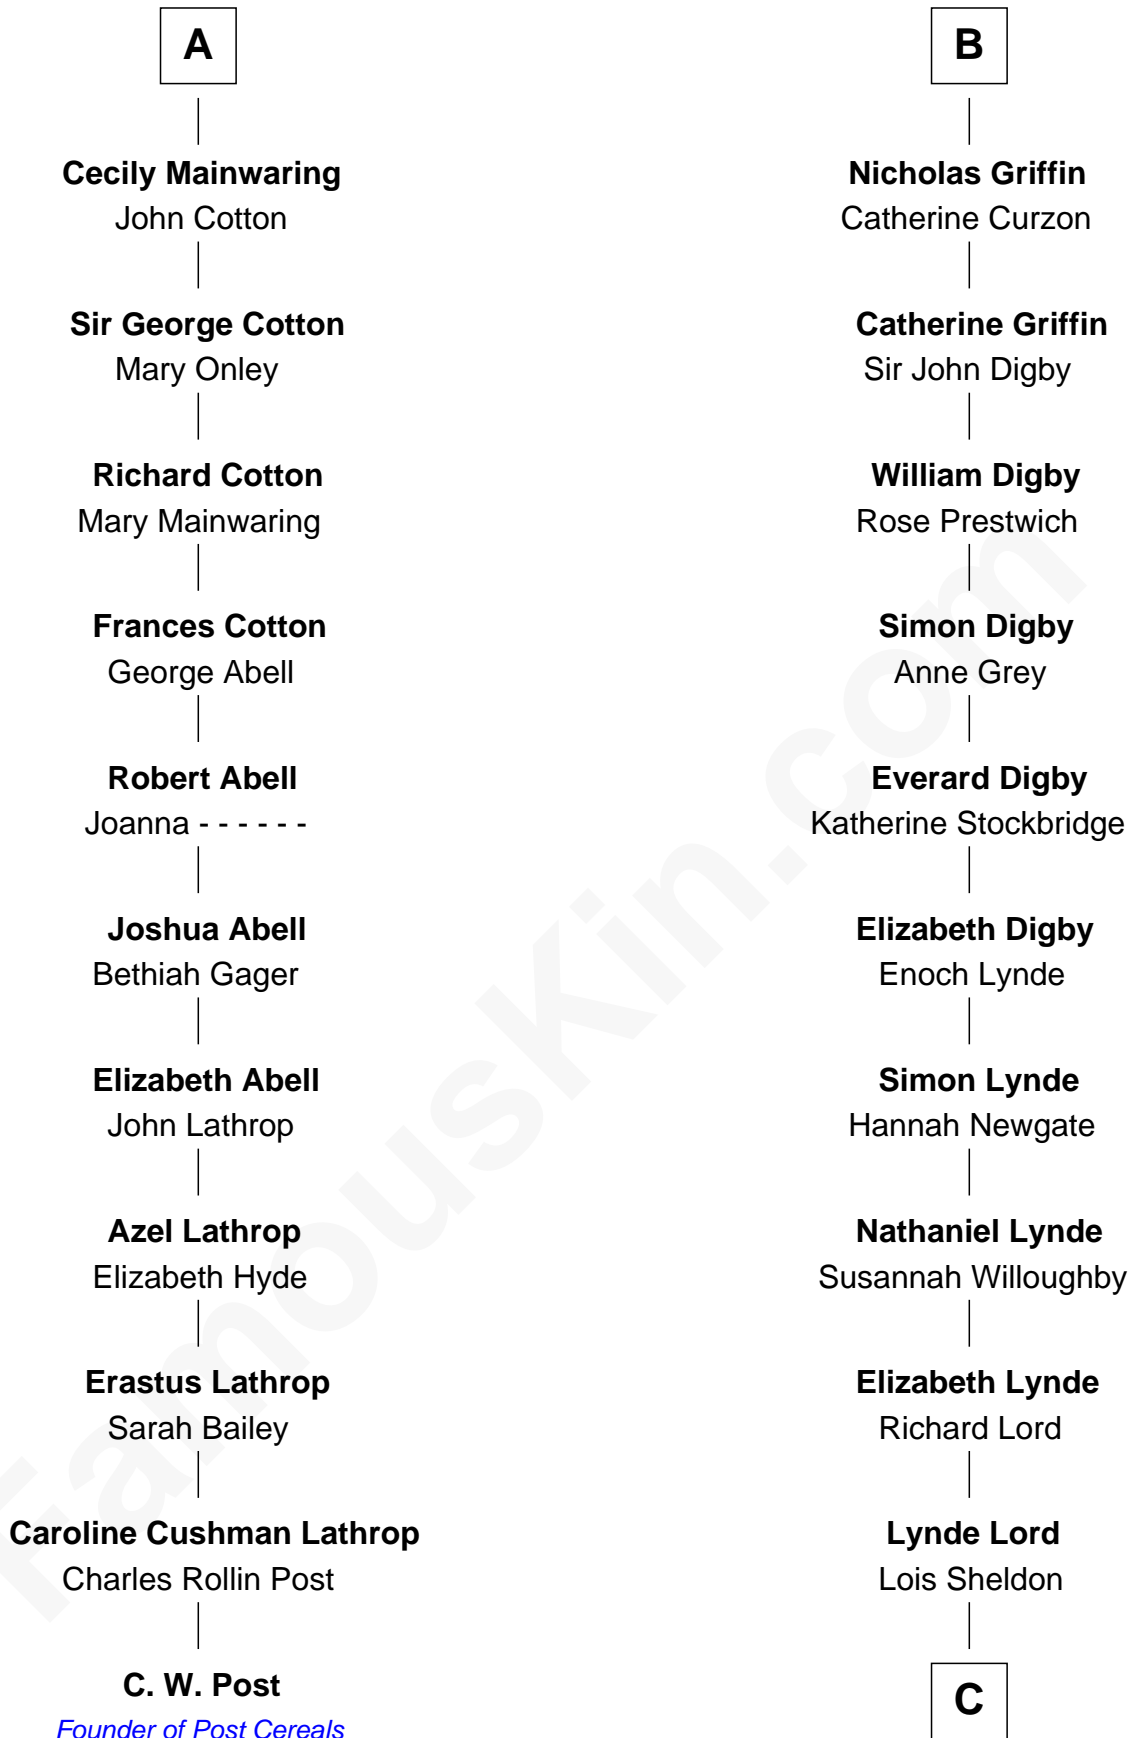 A
Cecily Mainwaring
John Cotton
Sir George Cotton
Mary Onley
Richard Cotton
Mary Mainwaring
Frances Cotton
George Abell
Robert Abell
Joanna - - - - - -
Joshua Abell
Bethiah Gager
Elizabeth Abell
John Lathrop
Azel Lathrop
Elizabeth Hyde
Erastus Lathrop
Sarah Bailey
Caroline Cushman Lathrop
Charles Rollin Post
C. W. Post
Founder of Post Cereals
B
Nicholas Griffin
Catherine Curzon
Catherine Griffin
Sir John Digby
William Digby
Rose Prestwich
Simon Digby
Anne Grey
Everard Digby
Katherine Stockbridge
Elizabeth Digby
Enoch Lynde
Simon Lynde
Hannah Newgate
Nathaniel Lynde
Susannah Willoughby
Elizabeth Lynde
Richard Lord
Lynde Lord
Lois Sheldon
C
FamousKin.com